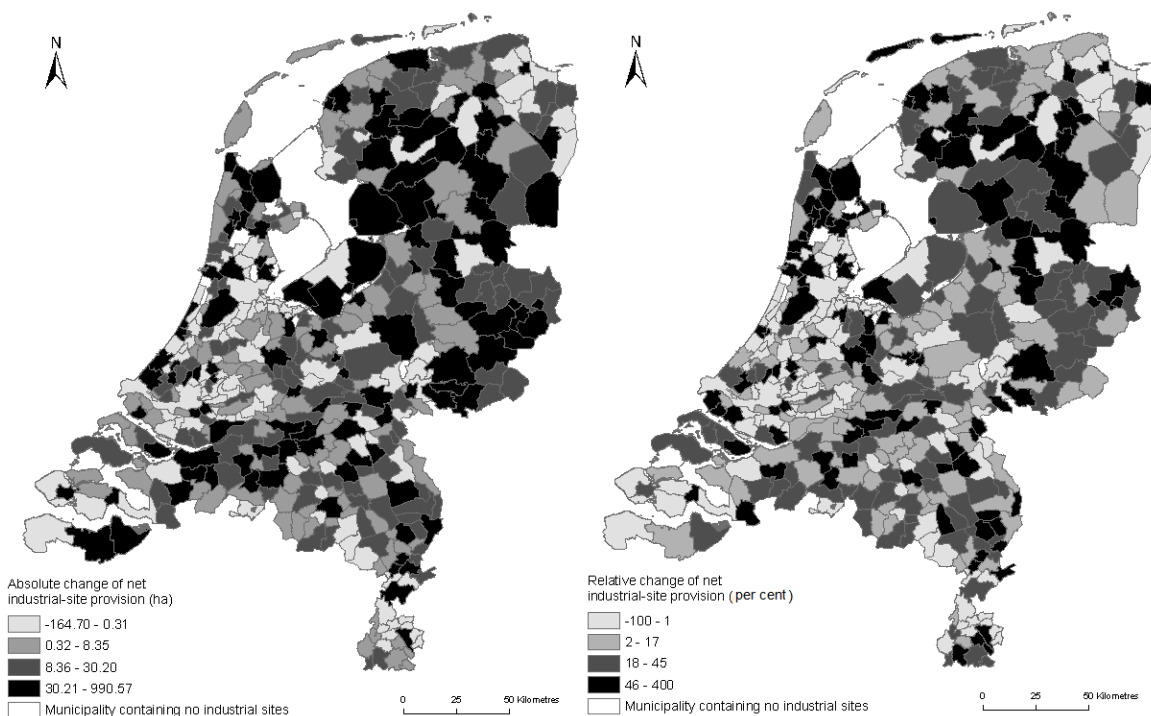 N
Absolute change of net
industrial-site provision (ha)
-164.70 - 0.31
0.32 - 8.35
8.36 - 30.20
30.21 - 990.57
Municipality containing no industrial sites
0 25 50 Kilometres
N
Relative change of net
industrial-site provision (per cent)
-100 - 1
2 - 17
18 - 45
46 - 400
Municipality containing no industrial sites
0 25 50 Kilometres